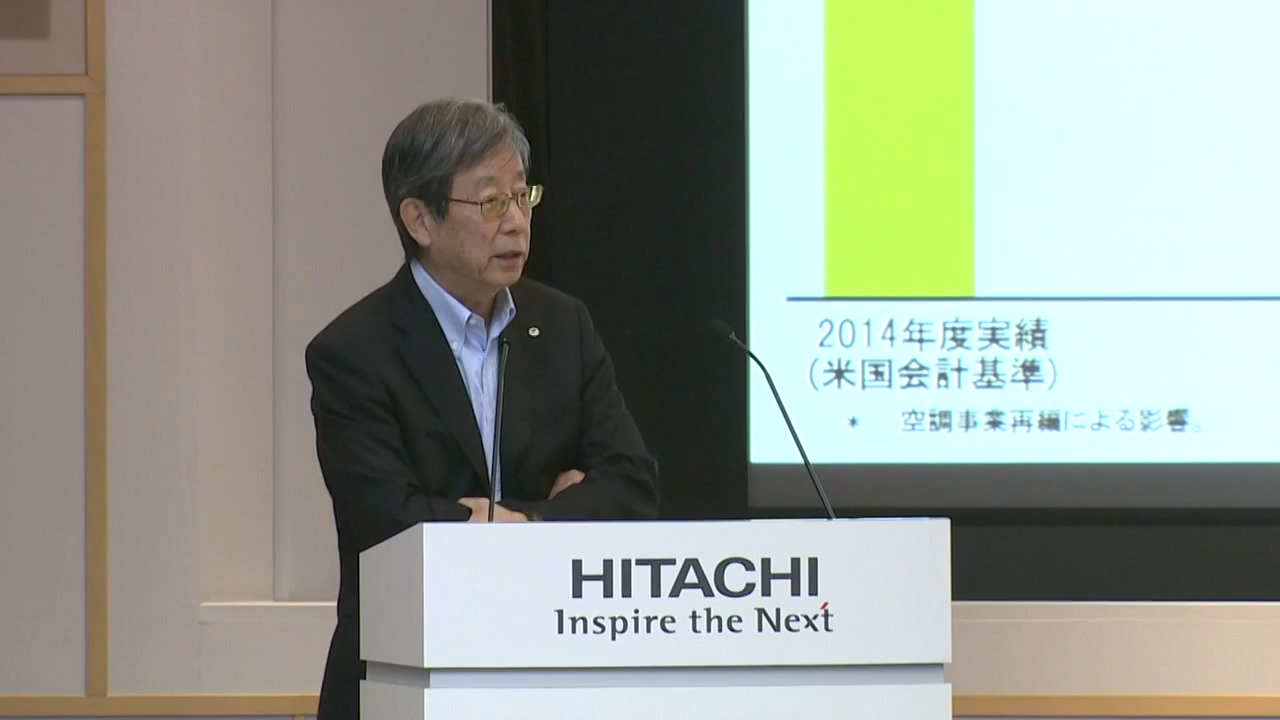 2014年度実績
(米国会計基準)
* 空調事業再編による影響。
HITACHI
Inspire the Next